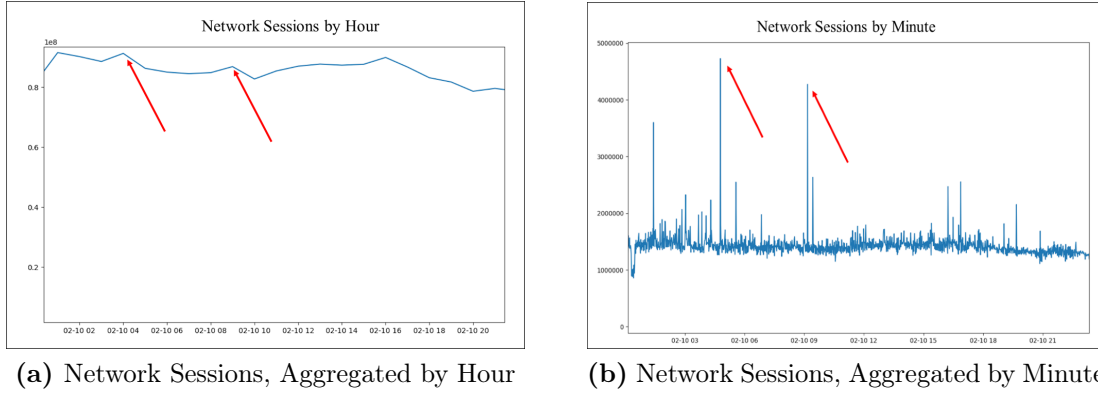 Network Sessions by Hour
1e8
0.8
0.6
0.4
0.2
02-10 02 02-10 04 02-10 06 02-10 08 02-10 10 02-10 12 02-10 14 02-10 16 02-10 18 02-10 20
(a) Network Sessions, Aggregated by Hour
Network Sessions by Minute
5000000
4000000
3000000
2000000
1000000
0
02-10 03 02-10 06 02-10 09 02-10 12 02-10 15 02-10 18 02-10 21
(b) Network Sessions, Aggregated by Minute